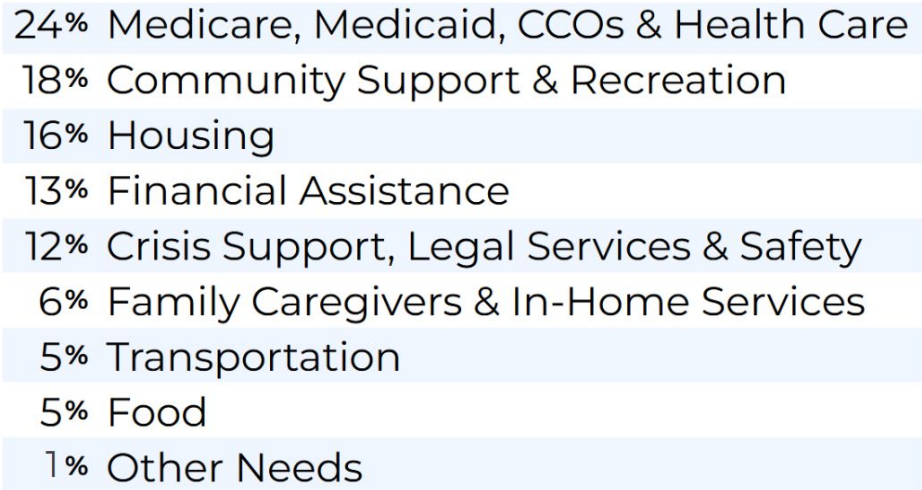 24% Medicare, Medicaid, CCOs & Health Care
18% Community Support & Recreation
16% Housing
13% Financial Assistance
12% Crisis Support, Legal Services & Safety
6% Family Caregivers & In-Home Services
5% Transportation
5% Food
1% Other Needs